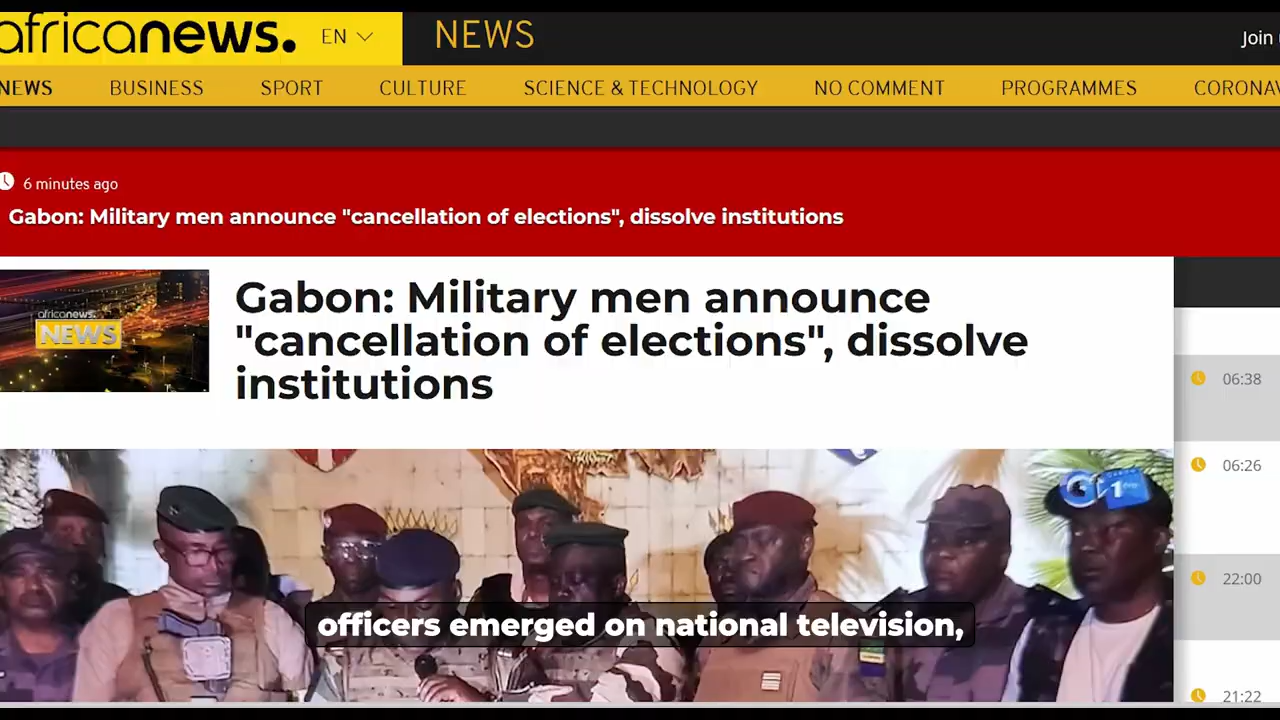 africanews.
EN
NEWS
Join
NEWS
BUSINESS
SPORT
CULTURE
SCIENCE & TECHNOLOGY
NO COMMENT
PROGRAMMES
CORONAV
6 minutes ago
Gabon: Military men announce "cancellation of elections", dissolve institutions
africanews.
NEWS
Gabon: Military men announce
"cancellation of elections", dissolve
institutions
06:38
06:26
22:00
21:22
officers emerged on national television,